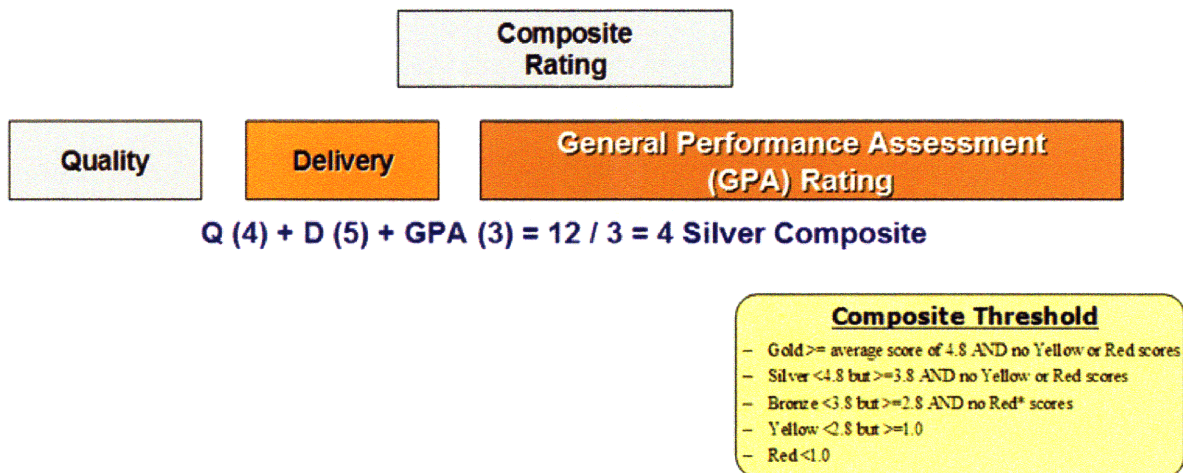 Composite
Rating
Quality
Delivery
General Performance Assessment
(GPA) Rating
Q (4) + D (5) + GPA (3) = 12 / 3 = 4 Silver Composite
Composite Threshold
– Gold >= average score of 4.8 AND no Yellow or Red scores
– Silver <4.8 but >=3.8 AND no Yellow or Red scores
– Bronze <3.8 but >=2.8 AND no Red* scores
– Yellow <2.8 but >=1.0
– Red <1.0